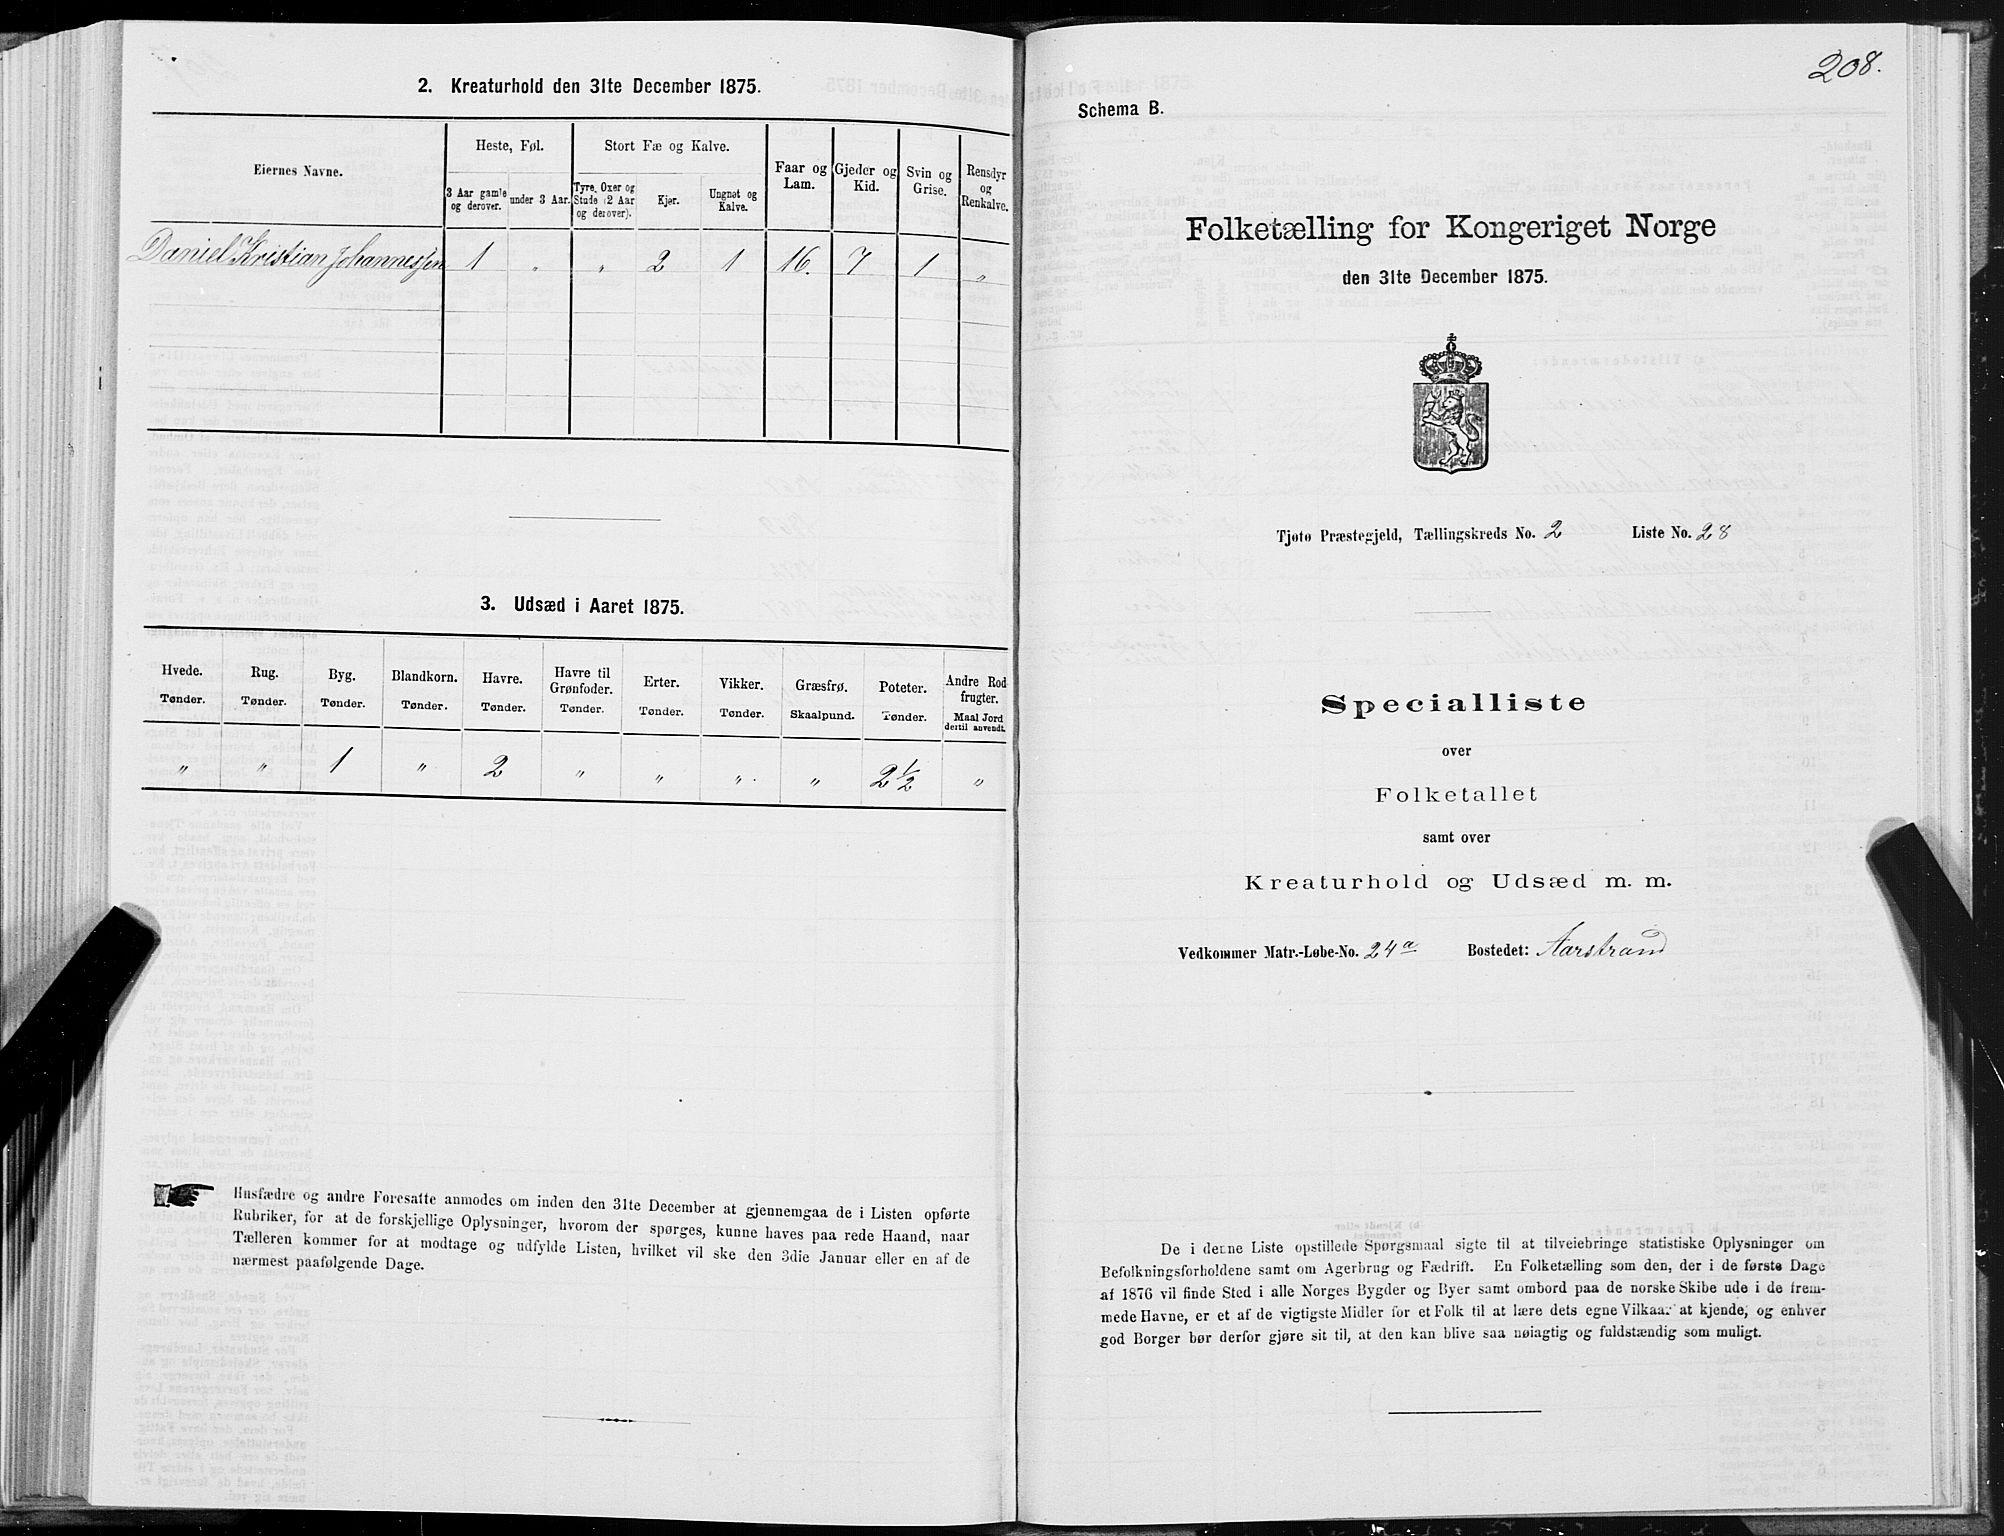 2. Kreaturhold den 31te December 1875.
Eiernes Navne.
Heste, Føl.
Stort Fæ og Kalve.
Faar og Lam.
Gjeder og Kid.
Svin og Grise.
Rensdyr og Renkalve.
3 Aar gamle og derover.
under 3 Aar.
Tyre, Oxer og Stude (2 Aar og derover).
Kjør.
Ungnøt og Kalve.
Daniel Kristian Johannessen 1 " " 2 1 16. 7 1 "
3. Udsæd i Aaret 1875.
Hvede. Rug. Byg. Blandkorn. Havre. Havre til Grønfoder. Erter. Vikker. Græsfrø. Poteter. Andre Rodfrugter.
Tønder. Tønder. Tønder. Tønder. Tønder. Tønder. Tønder. Tønder. Skaalpund. Tønder. Maal Jord dertil anvendt.
" " 1 " 2 " " " " 2½ "
Husfædre og andre Foresatte anmodes om inden den 31te December at gjennemgaa de i Listen opførte
Rubriker, for at de forskjellige Oplysninger, hvorom der spørges, kunne haves paa rede Haand, naar
Tælleren kommer for at modtage og udfylde Listen, hvilket vil ske den 3die Januar eller en af de
nærmest paafølgende Dage.
208.
Schema B.
Folketælling for Kongeriget Norge
den 31te December 1875.
Tjøtø Præstegjeld, Tællingskreds No. 2 Liste No. 28
Specialliste
over
Folketallet
samt over
Kreaturhold og Udsæd m. m.
Vedkommer Matr.-Løbe-No. 24a Bostedet: Aarstrand
De i denne Liste opstillede Spørgsmaal sigte til at tilveiebringe statistiske Oplysninger om
Befolkningsforholdene samt om Agerbrug og Fædrift. En Folketælling som den, der i de første Dage
af 1876 vil finde Sted i alle Norges Bygder og Byer samt ombord paa de norske Skibe ude i de frem-
mede Havne, er et af de vigtigste Midler for et Folk til at lære dets egne Vilkaar at kjende, og enhver
god Borger bør derfor gjøre sit til, at den kan blive saa nøiagtig og fuldstændig som muligt.